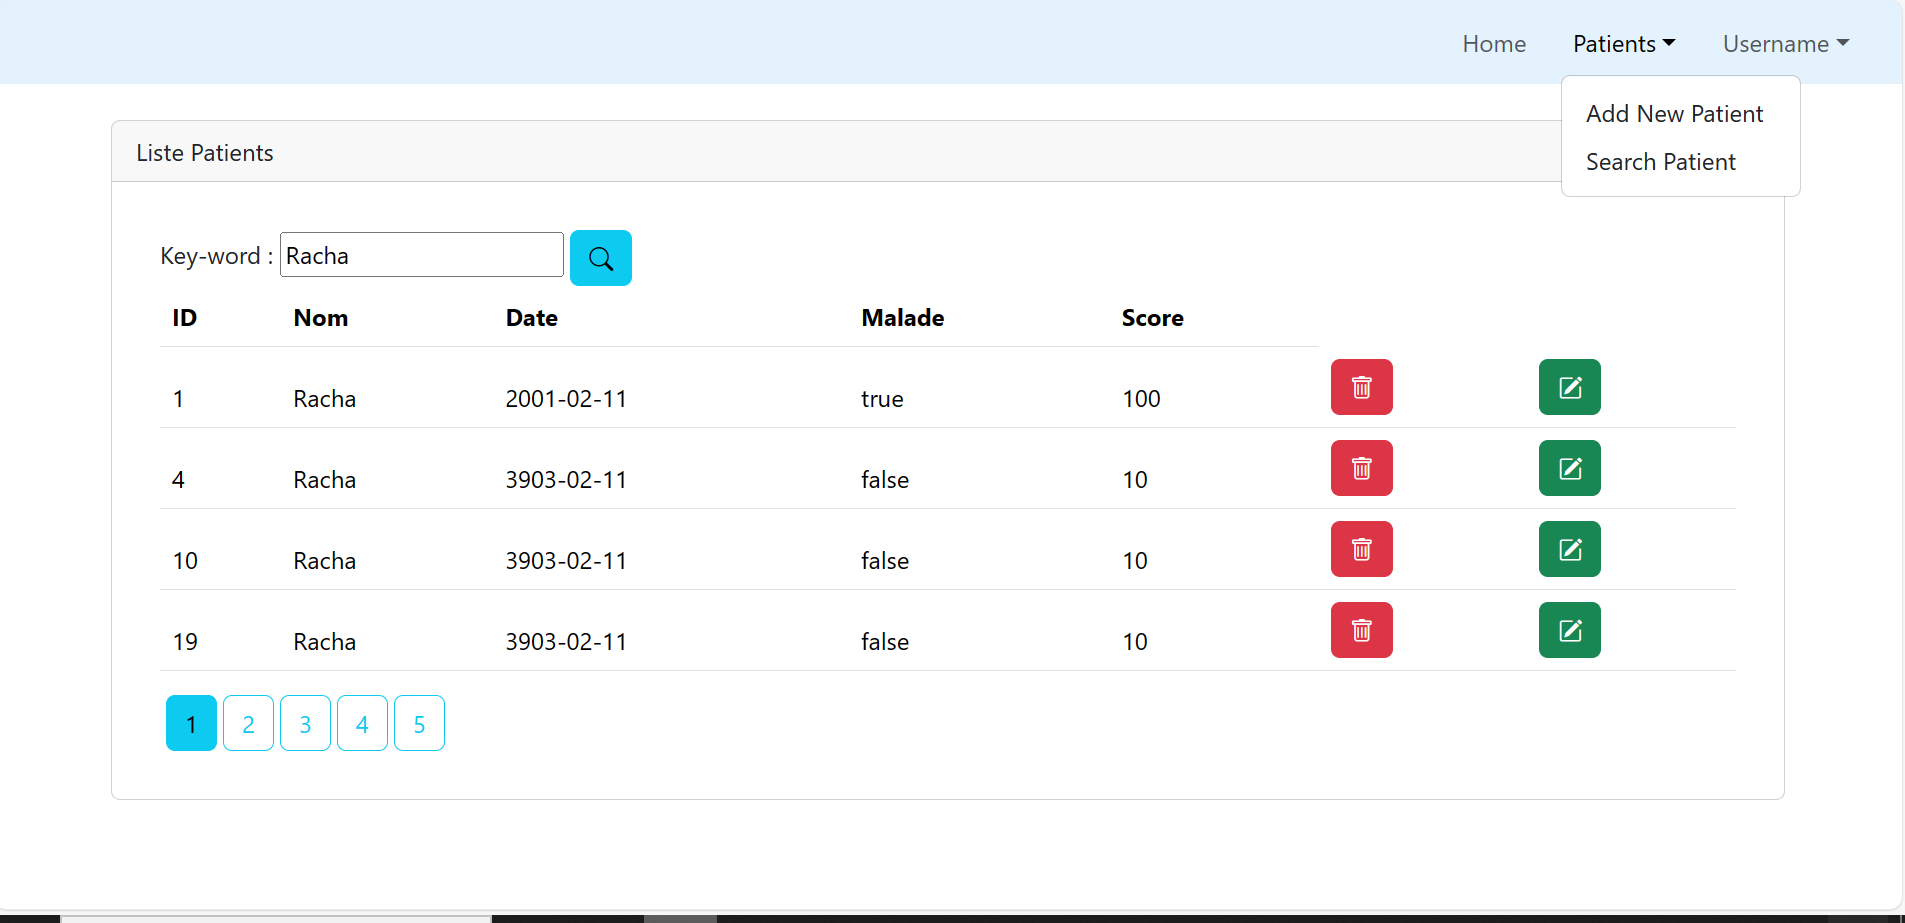 Home Patients Username
Add New Patient
Search Patient
Liste Patients
Key-word : Racha
ID Nom Date Malade Score
1 Racha 2001-02-11 true 100
4 Racha 3903-02-11 false 10
10 Racha 3903-02-11 false 10
19 Racha 3903-02-11 false 10
1 2 3 4 5